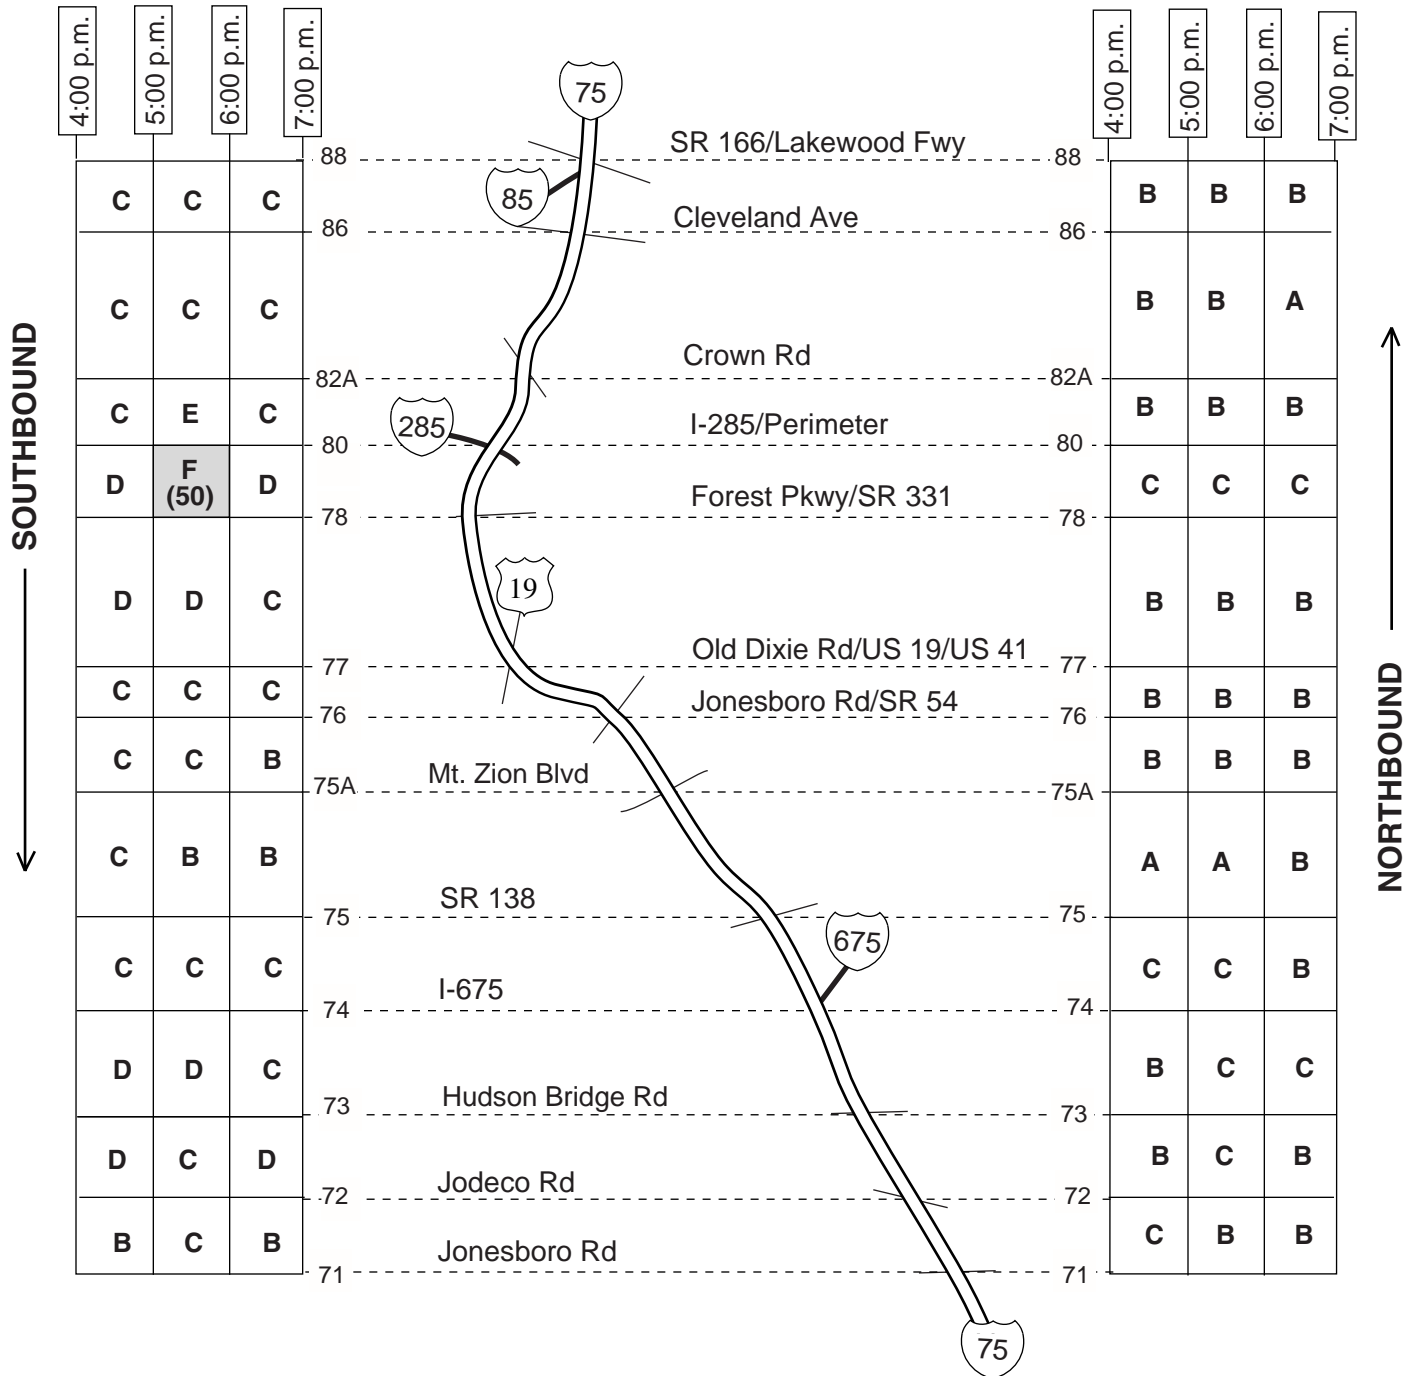 4:00 p.m. 5:00 p.m. 6:00 p.m. 7:00 p.m.
4:00 p.m. 5:00 p.m. 6:00 p.m. 7:00 p.m.
75
88 SR 166/Lakewood Fwy 88
C C C 85 B B B
86 Cleveland Ave 86
C C C B B A
82A Crown Rd 82A
C E C 285 B B B
80 I-285/Perimeter 80
D F (50) D C C C
78 Forest Pkwy/SR 331 78
D D C 19 B B B
77 Old Dixie Rd/US 19/US 41 77
C C C B B B
76 Jonesboro Rd/SR 54 76
C C B B B B
75A Mt. Zion Blvd 75A
C B B A A B
75 SR 138 75
C C C 675 C C B
74 I-675 74
D D C B C C
73 Hudson Bridge Rd 73
D C D B C B
72 Jodeco Rd 72
B C B C B B
71 Jonesboro Rd 71
75
SOUTHBOUND
NORTHBOUND